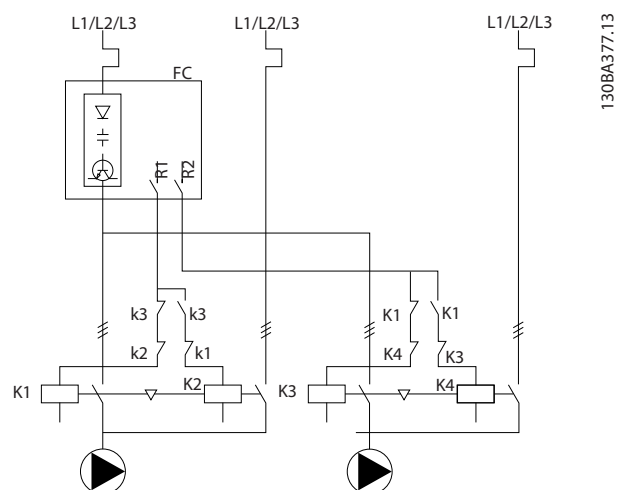 L1/L2/L3 L1/L2/L3 L1/L2/L3
130BA377.13
FC
R1 R2
k3 k3 K1 K1
k2 k1 K4 K3
K1 K2 K3 K4